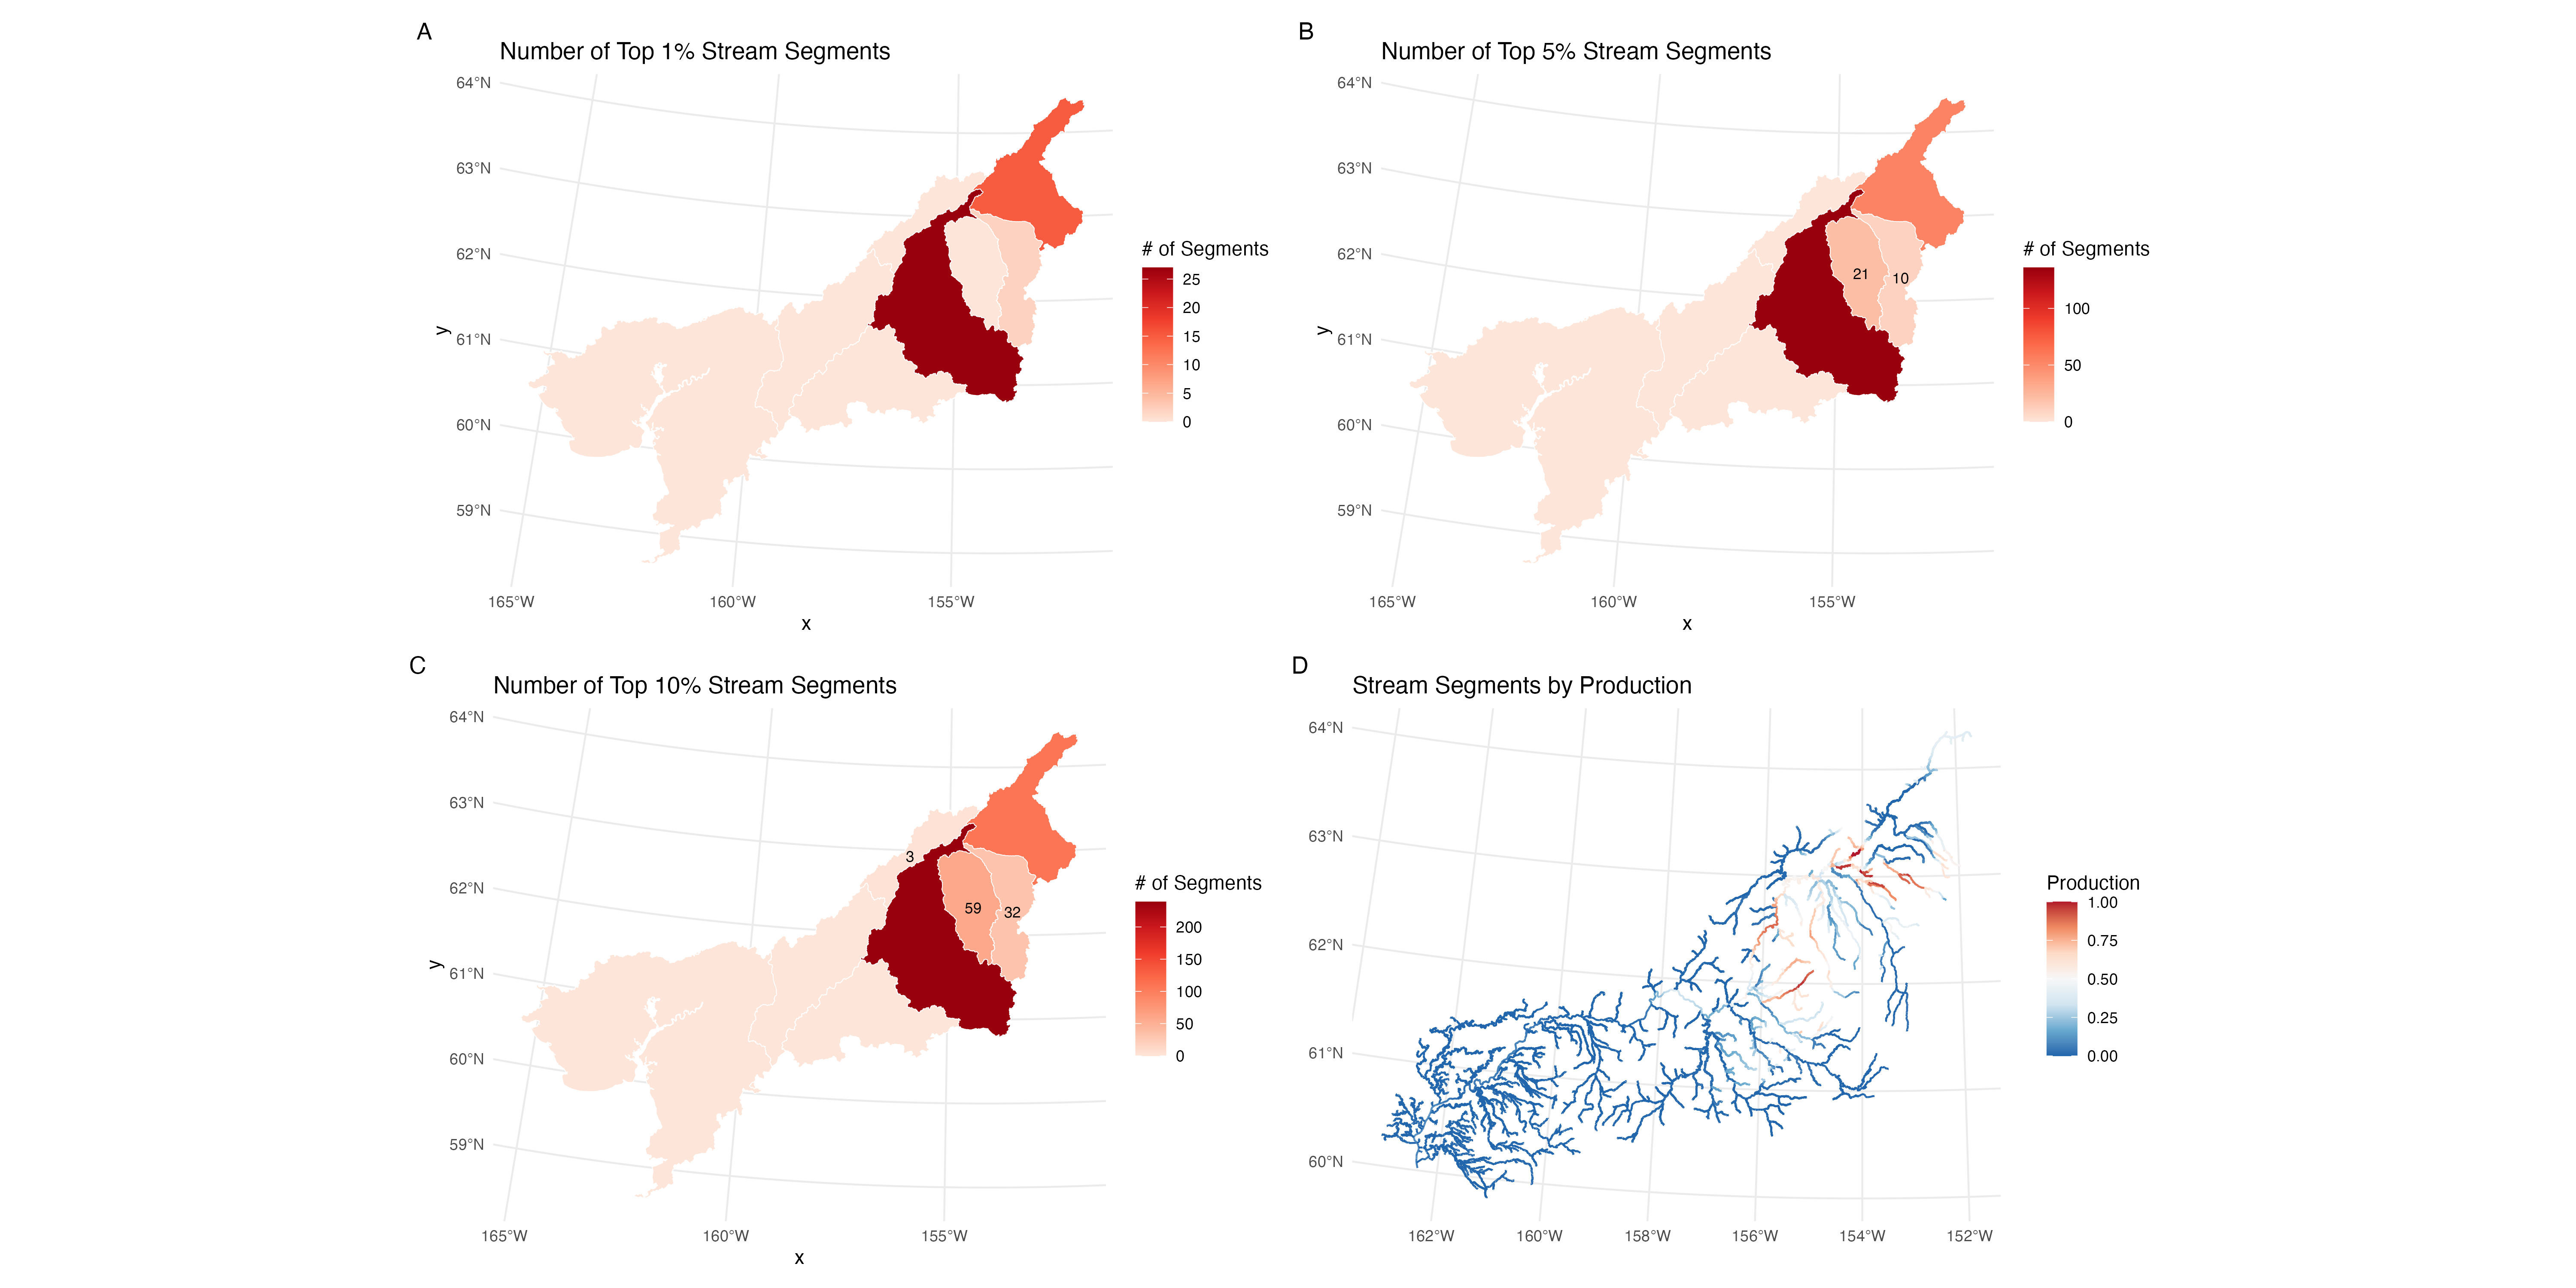 A
Number of Top 1% Stream Segments
64°N
63°N
62°N
61°N
60°N
59°N
y
165°W
160°W
155°W
x
# of Segments
25
20
15
10
5
0
B
Number of Top 5% Stream Segments
64°N
63°N
62°N
61°N
60°N
59°N
y
21
10
165°W
160°W
155°W
x
# of Segments
100
50
0
C
Number of Top 10% Stream Segments
64°N
63°N
62°N
61°N
60°N
59°N
y
3
59
32
165°W
160°W
155°W
x
# of Segments
200
150
100
50
0
D
Stream Segments by Production
64°N
63°N
62°N
61°N
60°N
162°W
160°W
158°W
156°W
154°W
152°W
Production
1.00
0.75
0.50
0.25
0.00